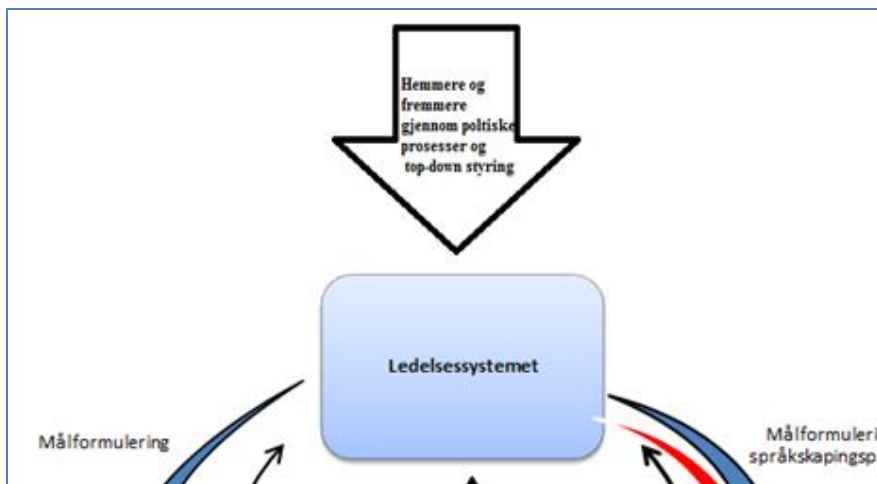 Hemmere og
fremmere
gjennom poltiske
prosesser og
top-down styring
Ledelsessystemet
Målformulering
Målformuleri
språkskapingsp